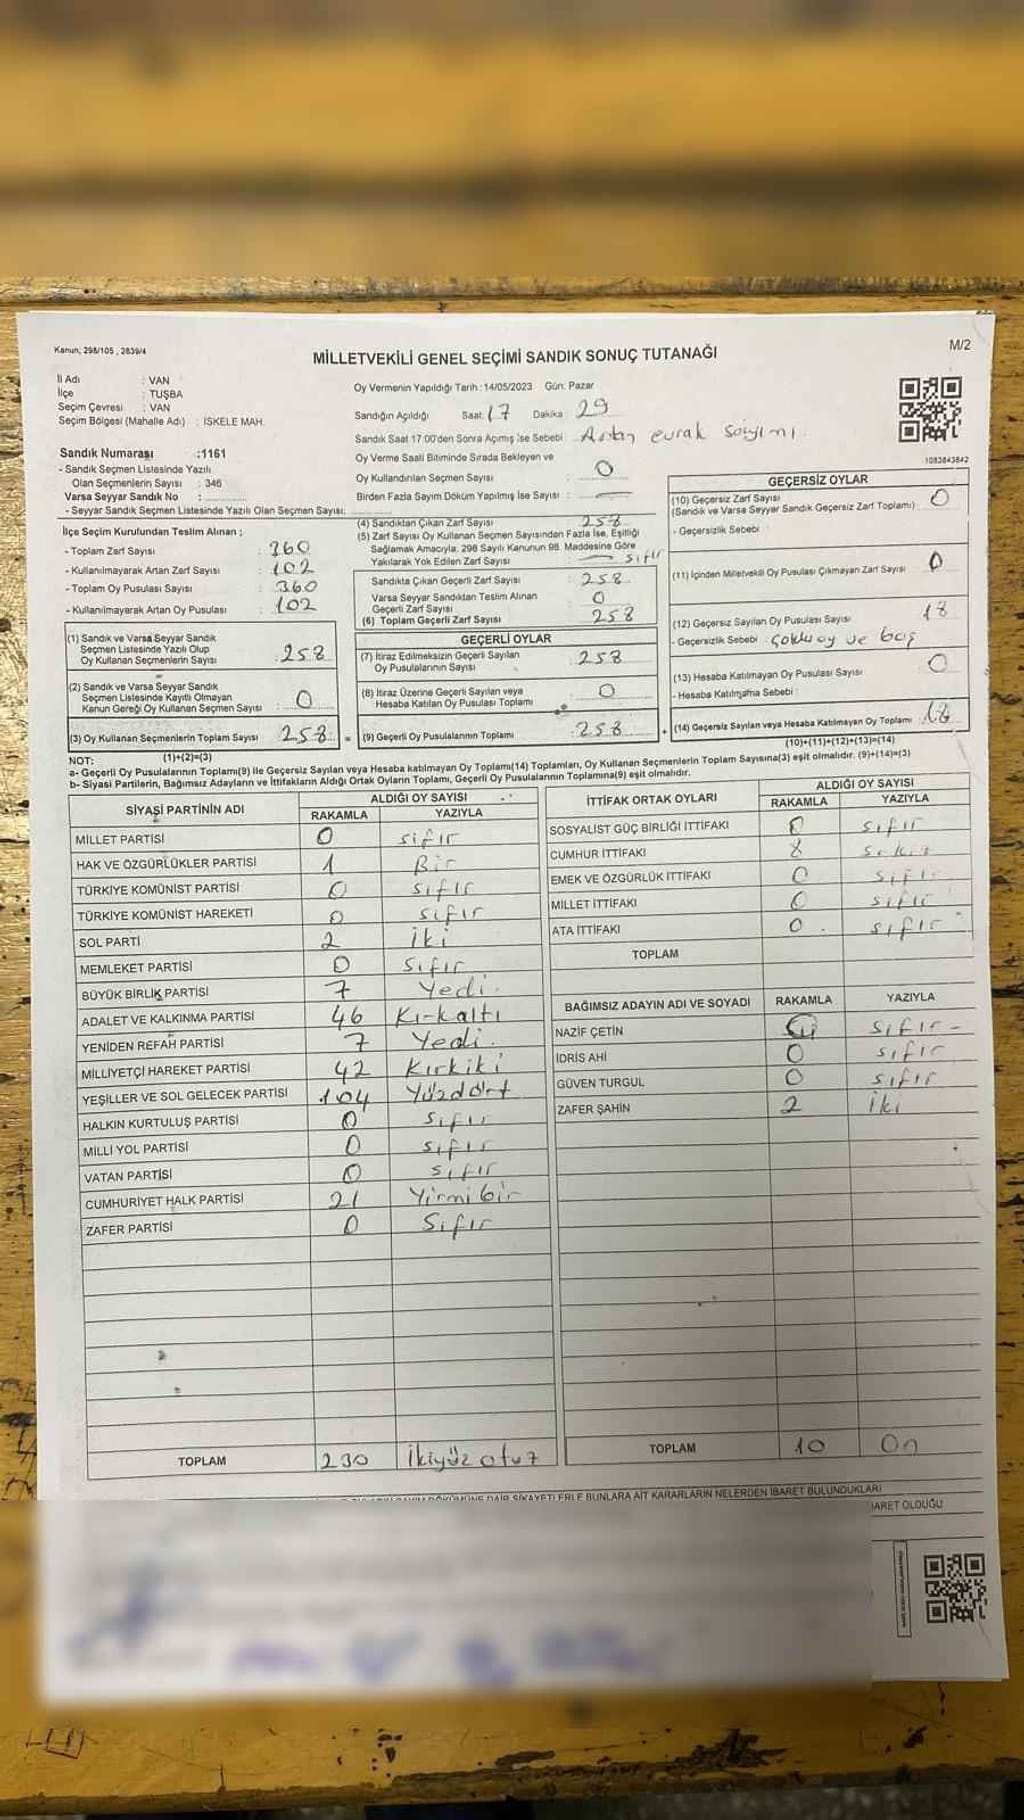 Kanun; 298/105 , 2839/4
M/2
MİLLETVEKİLİ GENEL SEÇİMİ SANDIK SONUÇ TUTANAĞI
İl Adı : VAN
İlçe : TUŞBA
Seçim Çevresi : VAN
Seçim Bölgesi (Mahalle Adı) : İSKELE MAH.
Oy Vermenin Yapıldığı Tarih :14/05/2023 Gün: Pazar
Sandığın Açıldığı Saat: 17 Dakika 29
Sandık Saat 17:00'den Sonra Açımış İse Sebebi : Artan evrak sayımı.
Oy Verme Saati Bitiminde Sırada Bekleyen ve
Oy Kullandırılan Seçmen Sayısı : 0
Birden Fazla Sayım Döküm Yapılmış İse Sayısı : —
1083843842
Sandık Numarası :1161
- Sandık Seçmen Listesinde Yazılı
Olan Seçmenlerin Sayısı : 346
Varsa Seyyar Sandık No :
- Seyyar Sandık Seçmen Listesinde Yazılı Olan Seçmen Sayısı:
İlçe Seçim Kurulundan Teslim Alınan ;
- Toplam Zarf Sayısı : 360
- Kullanılmayarak Artan Zarf Sayısı : 102
- Toplam Oy Pusulası Sayısı : 360
- Kullanılmayarak Artan Oy Pusulası : 102
(1) Sandık ve Varsa Seyyar Sandık
Seçmen Listesinde Yazılı Olup
Oy Kullanan Seçmenlerin Sayısı : 258
(2) Sandık ve Varsa Seyyar Sandık
Seçmen Listesinde Kayıtlı Olmayan
Kanun Gereği Oy Kullanan Seçmen Sayısı : 0
(3) Oy Kullanan Seçmenlerin Toplam Sayısı : 258
(1)+(2)=(3)
(4) Sandıktan Çıkan Zarf Sayısı : 258
(5) Zarf Sayısı Oy Kullanan Seçmen Sayısından Fazla İse, Eşitliği
Sağlamak Amacıyla, 298 Sayılı Kanunun 98. Maddesine Göre
Yakılarak Yok Edilen Zarf Sayısı : — sıfır
Sandıkta Çıkan Geçerli Zarf Sayısı : 258
Varsa Seyyar Sandıktan Teslim Alınan
Geçerli Zarf Sayısı : 0
(6) Toplam Geçerli Zarf Sayısı : 258
GEÇERLİ OYLAR
(7) İtiraz Edilmeksizin Geçerli Sayılan
Oy Pusulalarının Sayısı : 258
(8) İtiraz Üzerine Geçerli Sayılan veya
Hesaba Katılan Oy Pusulası Toplamı : 0
(9) Geçerli Oy Pusulalarının Toplamı : 258
GEÇERSİZ OYLAR
(10) Geçersiz Zarf Sayısı : 0
(Sandık ve Varsa Seyyar Sandık Geçersiz Zarf Toplamı)
- Geçersizlik Sebebi :
(11) İçinden Milletvekili Oy Pusulası Çıkmayan Zarf Sayısı : 0
(12) Geçersiz Sayılan Oy Pusulası Sayısı : 18
- Geçersizlik Sebebi : çoklu oy ve boş
(13) Hesaba Katılmayan Oy Pusulası Sayısı : 0
- Hesaba Katılmama Sebebi :
(14) Geçersiz Sayılan veya Hesaba Katılmayan Oy Toplamı : 18
(10)+(11)+(12)+(13)=(14)
NOT:
a- Geçerli Oy Pusulalarının Toplamı(9) ile Geçersiz Sayılan veya Hesaba katılmayan Oy Toplamı(14) Toplamları, Oy Kullanan Seçmenlerin Toplam Sayısına(3) eşit olmalıdır. (9)+(14)=(3)
b- Siyasi Partilerin, Bağımsız Adayların ve İttifakların Aldığı Ortak Oyların Toplamı, Geçerli Oy Pusulalarının Toplamına(9) eşit olmalıdır.
SİYASİ PARTİNİN ADI ALDIĞI OY SAYISI
RAKAMLA YAZIYLA
MİLLET PARTİSİ 0 sıfır
HAK VE ÖZGÜRLÜKLER PARTİSİ 1 Bir
TÜRKİYE KOMÜNİST PARTİSİ 0 sıfır
TÜRKİYE KOMÜNİST HAREKETİ 0 sıfır
SOL PARTİ 2 iki
MEMLEKET PARTİSİ 0 sıfır
BÜYÜK BİRLİK PARTİSİ 7 Yedi.
ADALET VE KALKINMA PARTİSİ 46 Kırkaltı
YENİDEN REFAH PARTİSİ 7 Yedi.
MİLLİYETÇİ HAREKET PARTİSİ 42 Kırkiki
YEŞİLLER VE SOL GELECEK PARTİSİ 104 Yüzdört
HALKIN KURTULUŞ PARTİSİ 0 sıfır
MİLLİ YOL PARTİSİ 0 sıfır
VATAN PARTİSİ 0 sıfır
CUMHURİYET HALK PARTİSİ 21 Yirmibir
ZAFER PARTİSİ 0 Sıfır
TOPLAM 230 İkiyüz otuz
İTTİFAK ORTAK OYLARI ALDIĞI OY SAYISI
RAKAMLA YAZIYLA
SOSYALİST GÜÇ BİRLİĞİ İTTİFAKI 0 sıfır
CUMHUR İTTİFAKI 8 Sekiz
EMEK VE ÖZGÜRLÜK İTTİFAKI 0 sıfır
MİLLET İTTİFAKI 0 sıfır
ATA İTTİFAKI 0 sıfır
TOPLAM
BAĞIMSIZ ADAYIN ADI VE SOYADI RAKAMLA YAZIYLA
NAZİF ÇETİN sıfır
İDRİS AHİ 0 sıfır
GÜVEN TURGUL 0 sıfır
ZAFER ŞAHİN 2 iki
TOPLAM 10 On
DÖKÜMÜNE DAİR ŞİKAYETLERLE BUNLARA AİT KARARLARIN NELERDEN İBARET BULUNDUKLARI
İBARET OLDUĞU